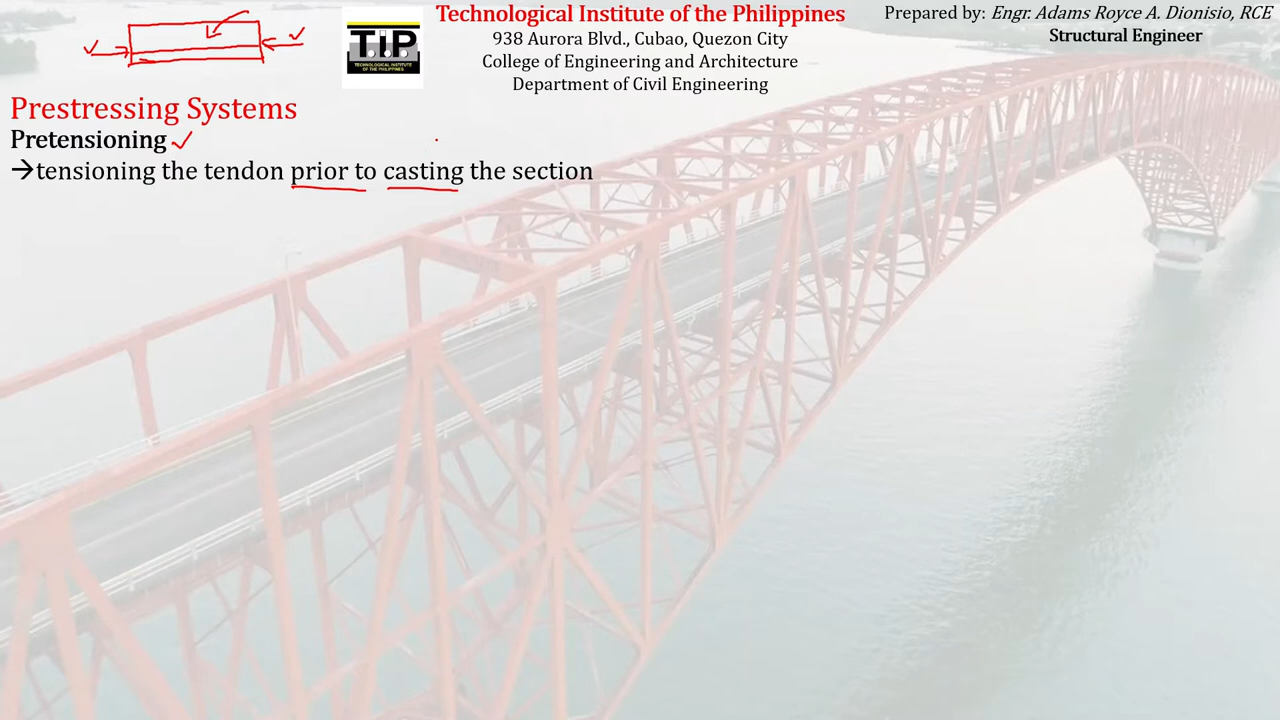 TIP
TECHNOLOGICAL INSTITUTE
OF THE PHILIPPINES
Technological Institute of the Philippines
938 Aurora Blvd., Cubao, Quezon City
College of Engineering and Architecture
Department of Civil Engineering
Prepared by: Engr. Adams Royce A. Dionisio, RCE
Structural Engineer
Prestressing Systems
Pretensioning ✓
→tensioning the tendon prior to casting the section